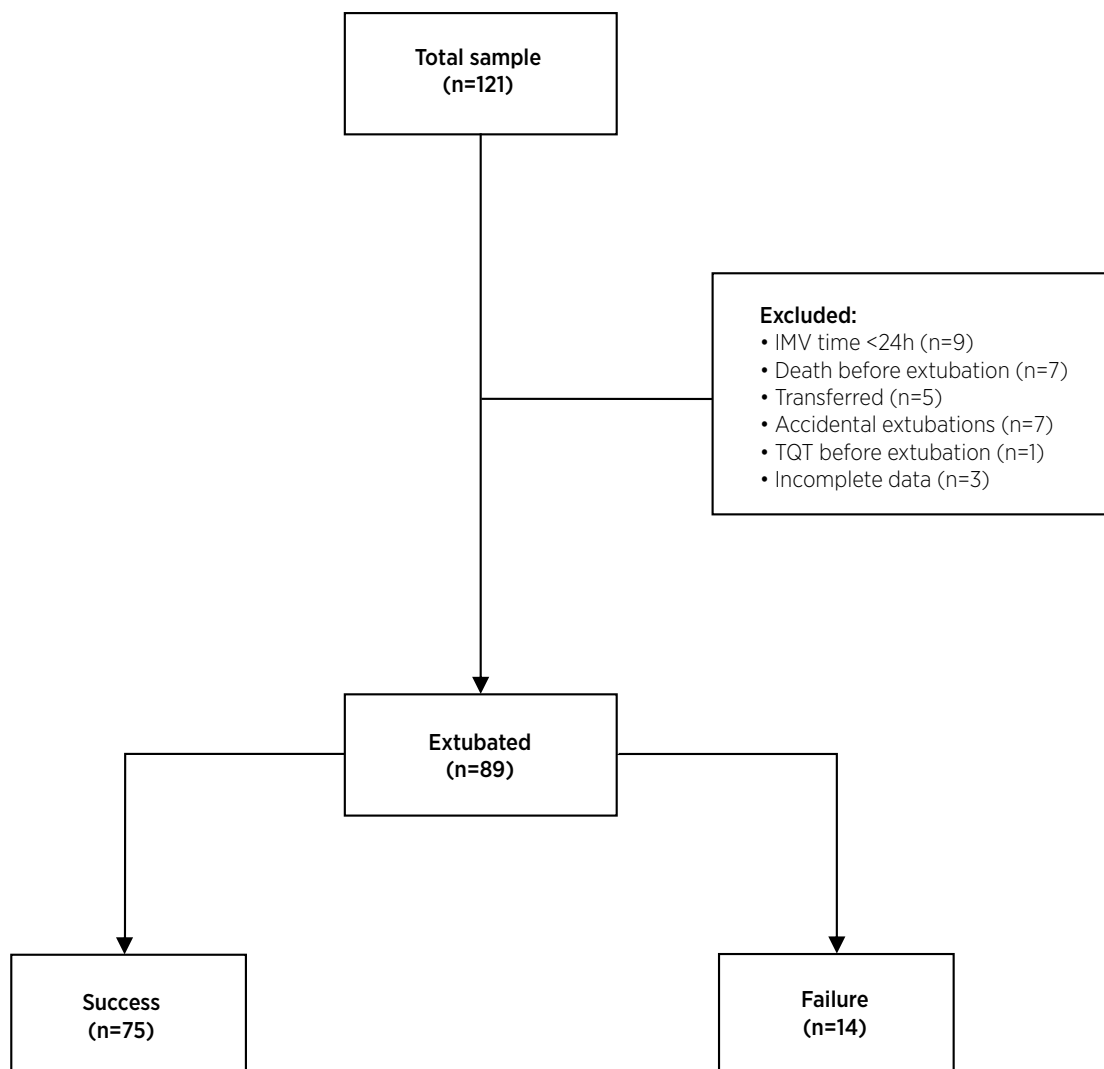 Total sample
(n=121)
Excluded:
• IMV time <24h (n=9)
• Death before extubation (n=7)
• Transferred (n=5)
• Accidental extubations (n=7)
• TQT before extubation (n=1)
• Incomplete data (n=3)
Extubated
(n=89)
Success
(n=75)
Failure
(n=14)